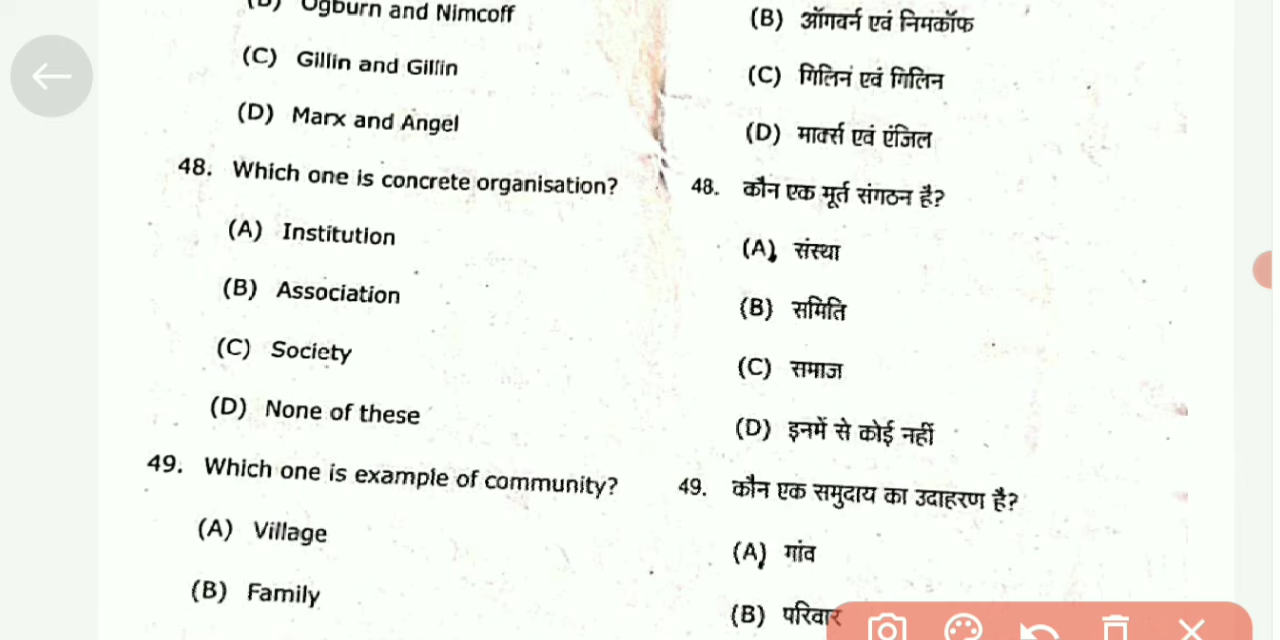 (B) Ogburn and Nimcoff
(C) Gillin and Gillin
(D) Marx and Angel
48. Which one is concrete organisation?
(A) Institution
(B) Association
(C) Society
(D) None of these
49. Which one is example of community?
(A) Village
(B) Family
(B) ऑगवर्न एवं निमकॉफ
(C) गिलिनं एवं गिलिन
(D) मार्क्स एवं एंजिल
48. कौन एक मूर्त संगठन है?
(A) संस्था
(B) समिति
(C) समाज
(D) इनमें से कोई नहीं
49. कौन एक समुदाय का उदाहरण है?
(A) गांव
(B) परिवार